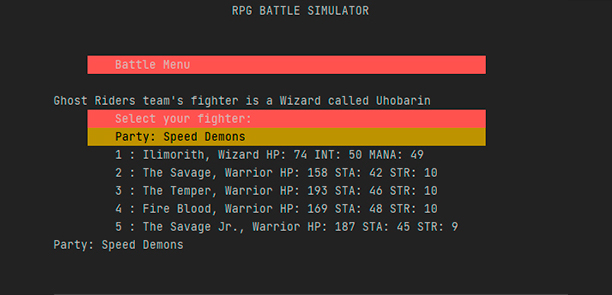 RPG BATTLE SIMULATOR
Battle Menu
Ghost Riders team's fighter is a Wizard called Uhobarin
Select your fighter:
Party: Speed Demons
1 : Ilimorith, Wizard HP: 74 INT: 50 MANA: 49
2 : The Savage, Warrior HP: 158 STA: 42 STR: 10
3 : The Temper, Warrior HP: 193 STA: 46 STR: 10
4 : Fire Blood, Warrior HP: 169 STA: 48 STR: 10
5 : The Savage Jr., Warrior HP: 187 STA: 45 STR: 9
Party: Speed Demons